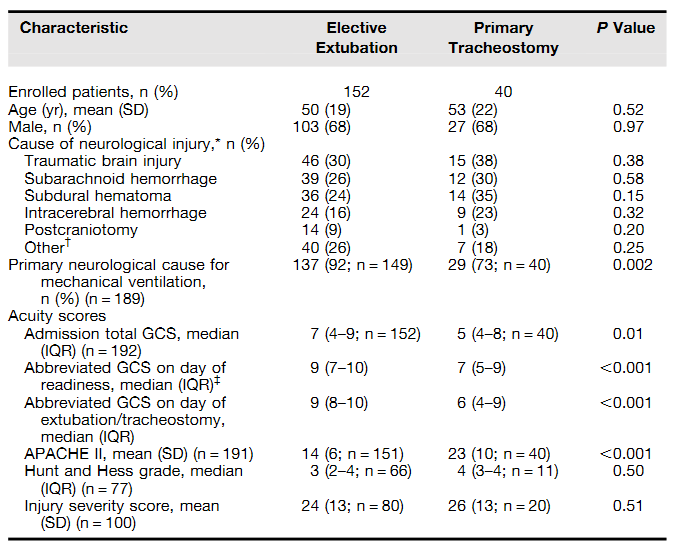 Characteristic Elective Extubation Primary Tracheostomy P Value
Enrolled patients, n (%) 152 40
Age (yr), mean (SD) 50 (19) 53 (22) 0.52
Male, n (%) 103 (68) 27 (68) 0.97
Cause of neurological injury,* n (%)
Traumatic brain injury 46 (30) 15 (38) 0.38
Subarachnoid hemorrhage 39 (26) 12 (30) 0.58
Subdural hematoma 36 (24) 14 (35) 0.15
Intracerebral hemorrhage 24 (16) 9 (23) 0.32
Postcraniotomy 14 (9) 1 (3) 0.20
Other† 40 (26) 7 (18) 0.25
Primary neurological cause for 137 (92; n = 149) 29 (73; n = 40) 0.002
mechanical ventilation,
n (%) (n = 189)
Acuity scores
Admission total GCS, median 7 (4–9; n = 152) 5 (4–8; n = 40) 0.01
(IQR) (n = 192)
Abbreviated GCS on day of 9 (7–10) 7 (5–9) <0.001
readiness, median (IQR)‡
Abbreviated GCS on day of 9 (8–10) 6 (4–9) <0.001
extubation/tracheostomy,
median (IQR)
APACHE II, mean (SD) (n = 191) 14 (6; n = 151) 23 (10; n = 40) <0.001
Hunt and Hess grade, median 3 (2–4; n = 66) 4 (3–4; n = 11) 0.50
(IQR) (n = 77)
Injury severity score, mean 24 (13; n = 80) 26 (13; n = 20) 0.51
(SD) (n = 100)